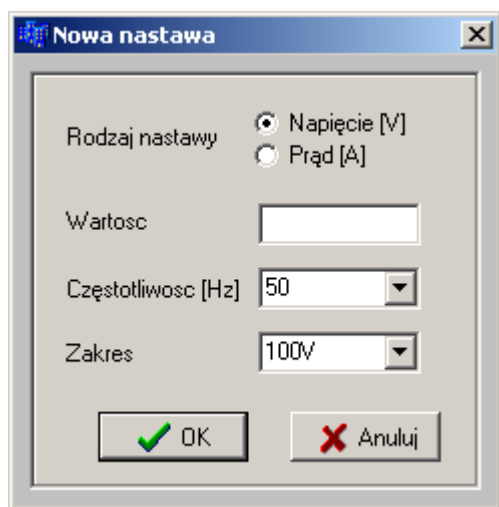 Nowa nastawa
Rodzaj nastawy
Napięcie [V]
Prąd [A]
Wartosc
Częstotliwosc [Hz] 50
Zakres 100V
OK Anuluj